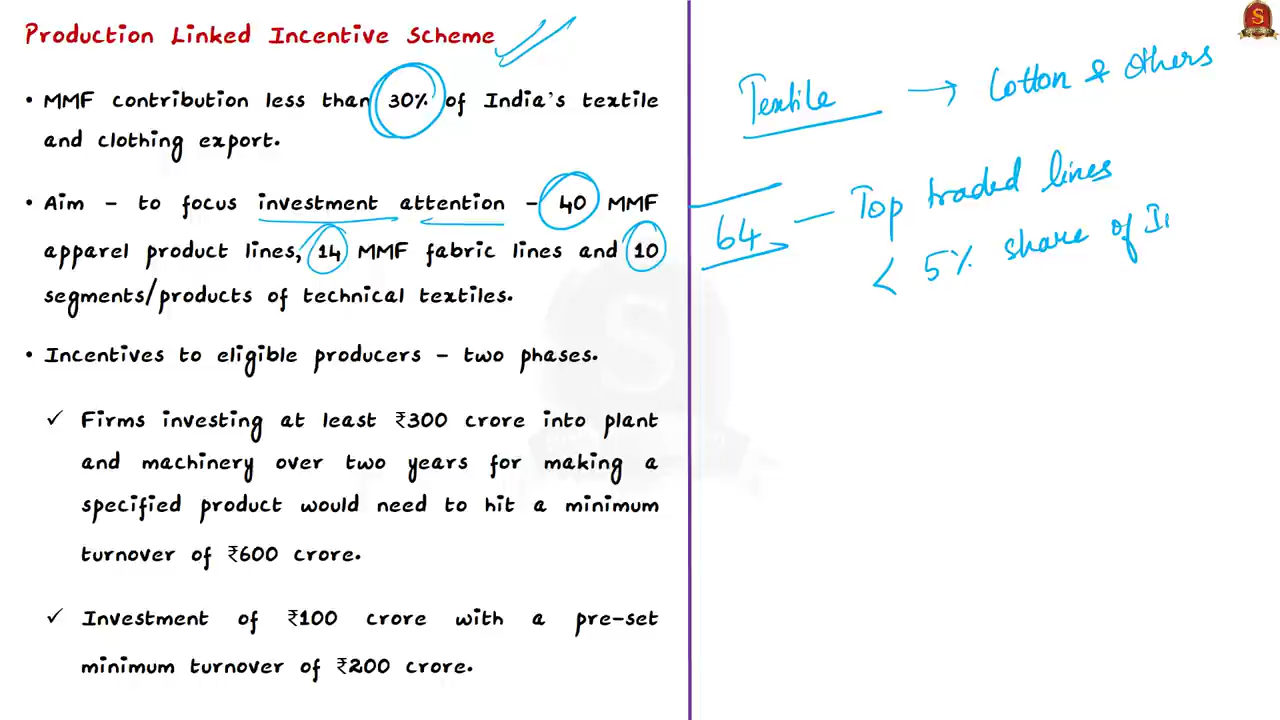 Production Linked Incentive Scheme
• MMF contribution less than 30% of India's textile
and clothing export.
• Aim - to focus investment attention - 40 MMF
apparel product lines, 14 MMF fabric lines and 10
segments/products of technical textiles.
• Incentives to eligible producers - two phases.
✓ Firms investing at least ₹300 crore into plant
and machinery over two years for making a
specified product would need to hit a minimum
turnover of ₹600 crore.
✓ Investment of ₹100 crore with a pre-set
minimum turnover of ₹200 crore.
Textile → Cotton & Others
64 — Top traded lines
< 5% share of